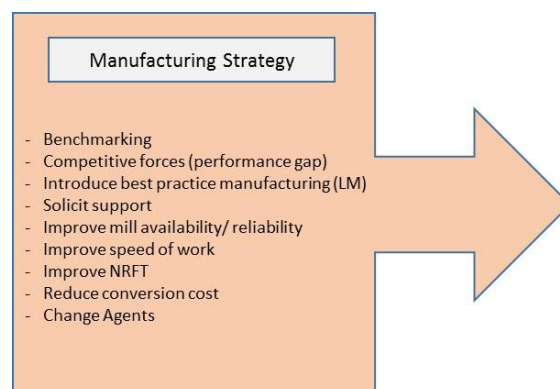 Manufacturing Strategy
- Benchmarking
- Competitive forces (performance gap)
- Introduce best practice manufacturing (LM)
- Solicit support
- Improve mill availability/ reliability
- Improve speed of work
- Improve NRFT
- Reduce conversion cost
- Change Agents